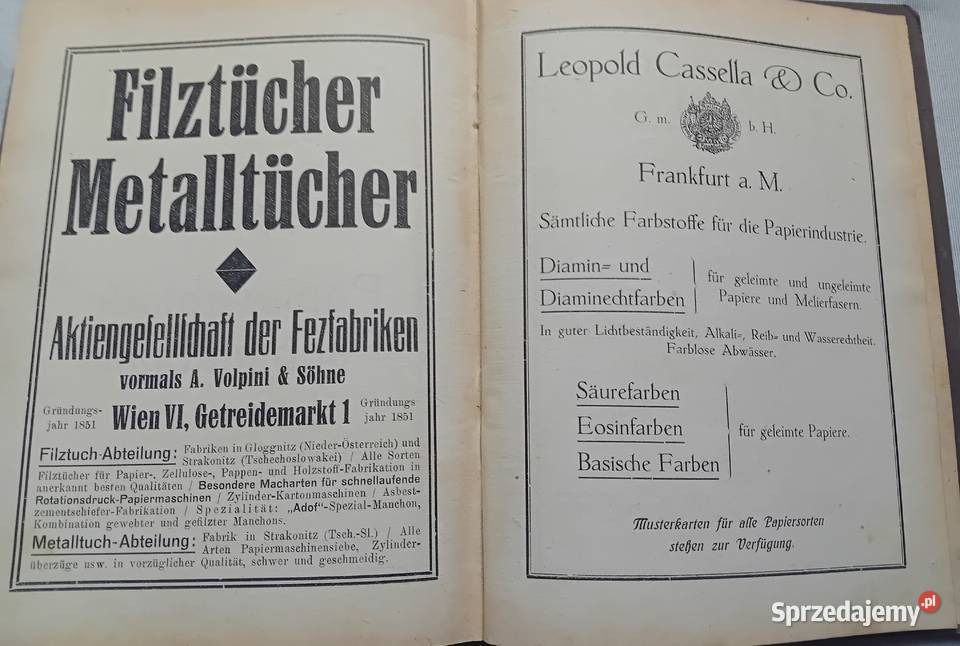 Filztücher
Metalltücher
Aktiengesellschaft der Fezfabriken
vormals A. Volpini & Söhne
Gründungs-
jahr 1851
Wien VI, Getreidemarkt 1
Gründungs
jahr 1851
Filztuch-Abteilung: Fabriken in Gloggnitz (Nieder-Österreich) und
Strakonitz (Tschechoslowakei) / Alle Sorten
Filztücher für Papier-, Zellulose-, Pappen- und Holzstoff-Fabrikation in
anerkannt besten Qualitäten / Besondere Macharten für schnellaufende
Rotationsdruck-Papiermaschinen / Zylinder-Kartonmaschinen / Asbest-
zementschiefer-Fabrikation / Spezialität: „Adof"-Spezial-Manchon,
Kombination gewebter und gefilzter Manchons.
Metalltuch-Abteilung: Fabrik in Strakonitz (Tsch.-Sl.) / Alle
Arten Papiermaschinensiebe, Zylinder-
überzüge usw. in vorzüglicher Qualität, schwer und geschmeidig.
Leopold Cassella & Co.
G. m. b. H.
Frankfurt a. M.
Sämtliche Farbstoffe für die Papierindustrie.
Diamin- und
Diaminechtfarben
für geleimte und ungeleimte
Papiere und Melierfasern.
In guter Lichtbeständigkeit, Alkali-, Reib- und Wasserechtheit.
Farblose Abwässer.
Säurefarben
Eosinfarben
Basische Farben
für geleimte Papiere.
Musterkarten für alle Papiersorten
stehen zur Verfügung.
Sprzedajemy.pl